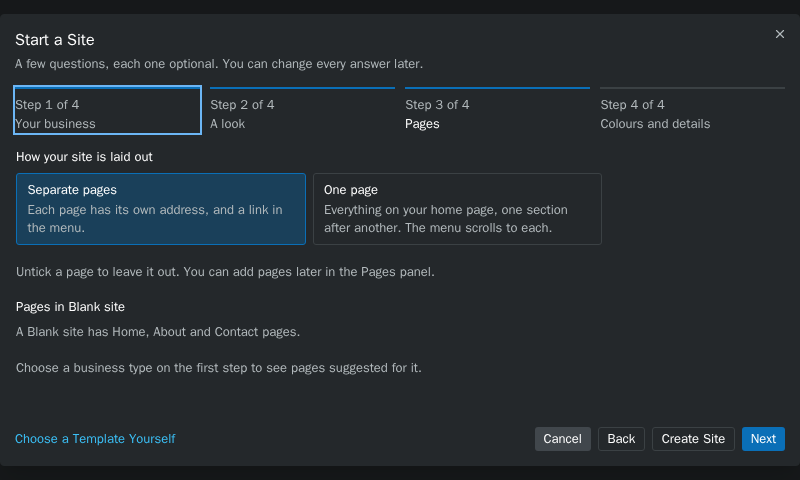 Start a Site
A few questions, each one optional. You can change every answer later.
Step 1 of 4
Your business
Step 2 of 4
A look
Step 3 of 4
Pages
Step 4 of 4
Colours and details
How your site is laid out
Separate pages
Each page has its own address, and a link in
the menu.
One page
Everything on your home page, one section
after another. The menu scrolls to each.
Untick a page to leave it out. You can add pages later in the Pages panel.
Pages in Blank site
A Blank site has Home, About and Contact pages.
Choose a business type on the first step to see pages suggested for it.
Choose a Template Yourself
Cancel
Back
Create Site
Next